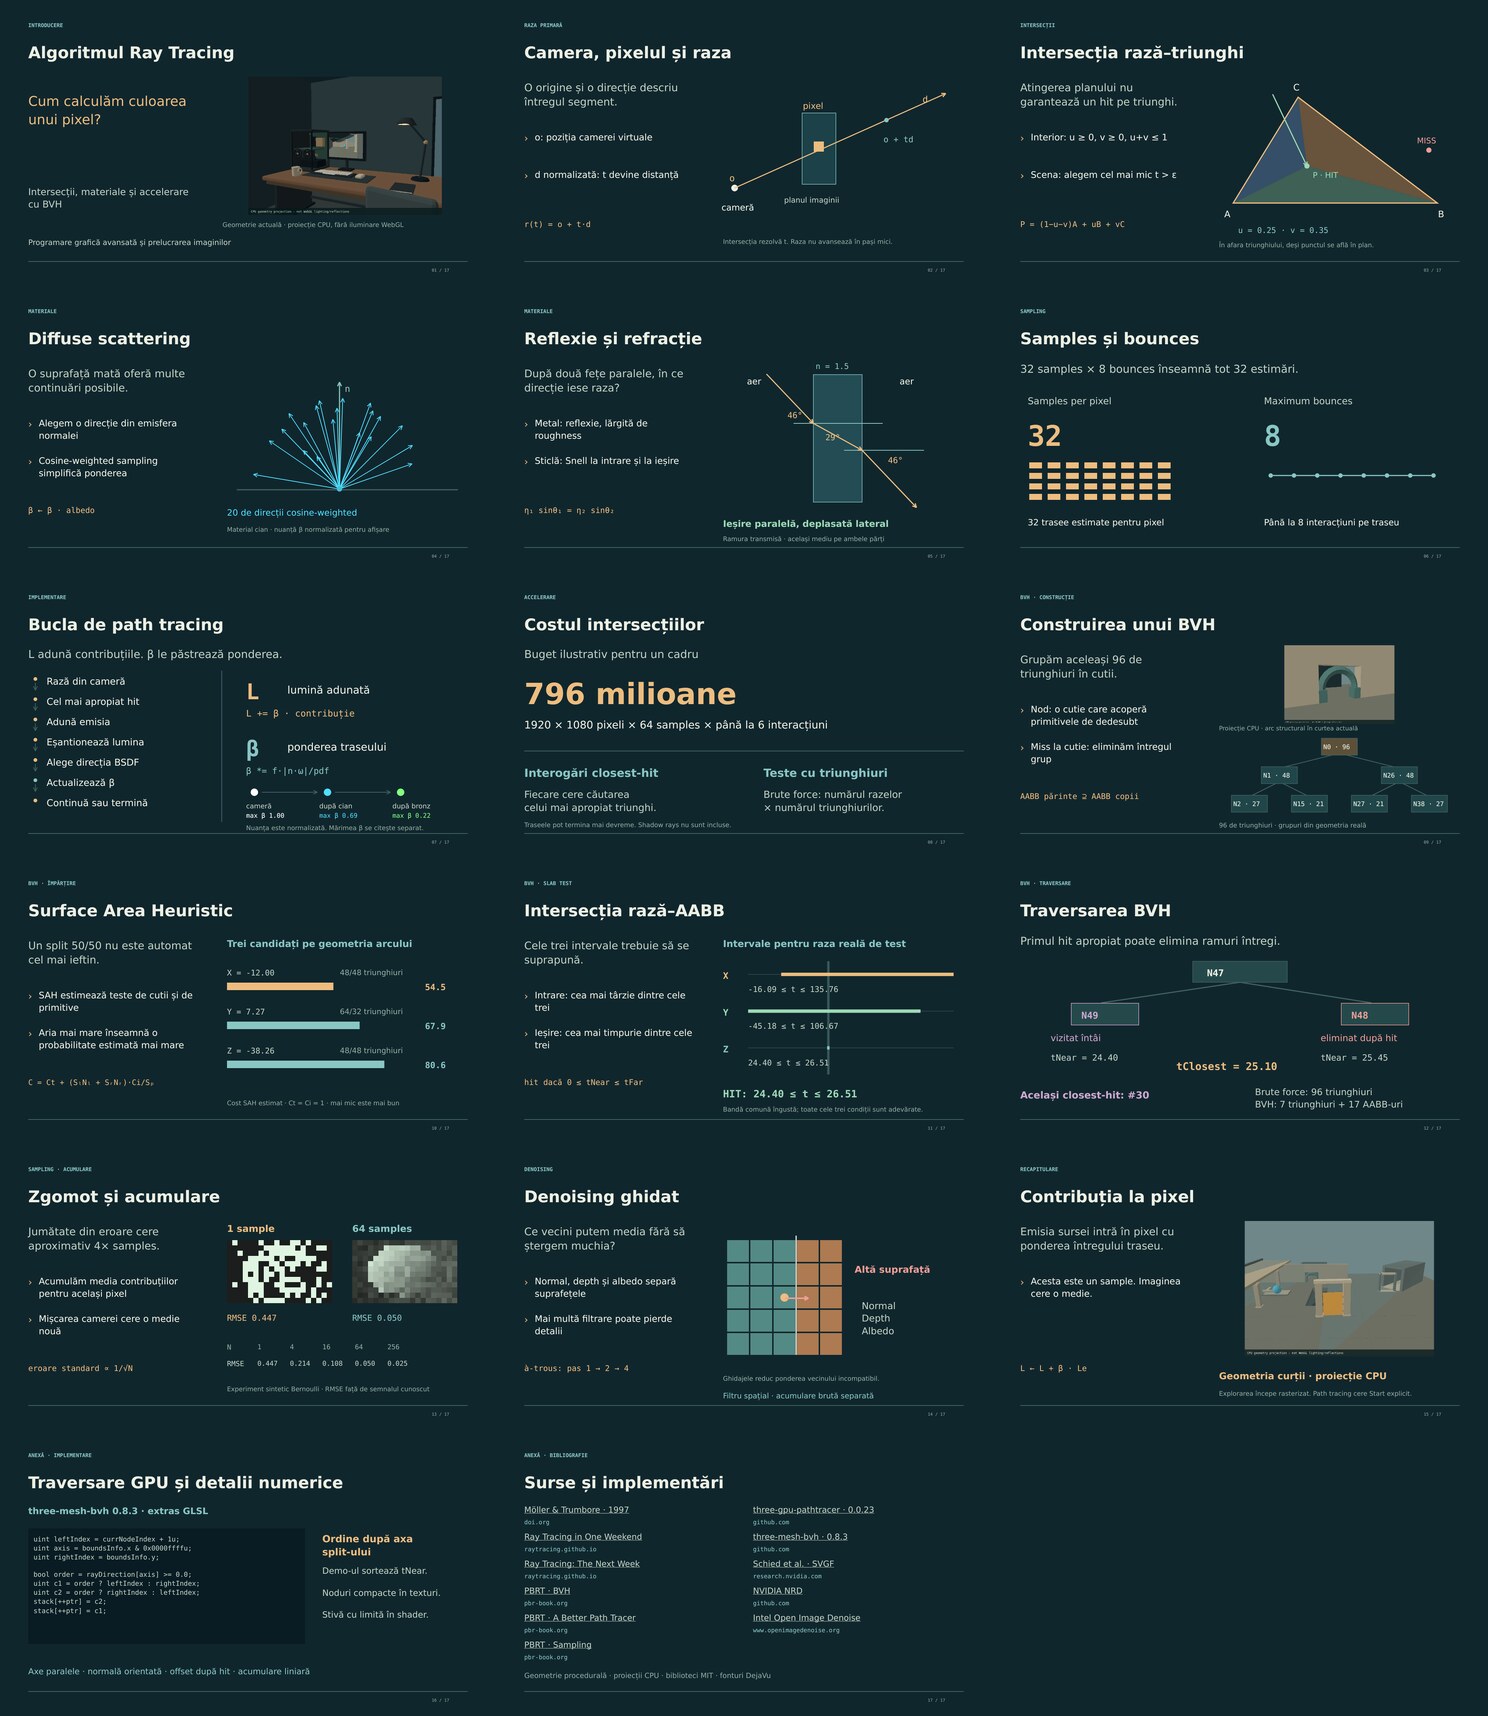 INTRODUCERE
Algoritmul Ray Tracing
Cum calculăm culoarea
unui pixel?
Intersecții, materiale și accelerare
cu BVH
Geometrie actuală · proiecție CPU, fără iluminare WebGL
Programare grafică avansată și prelucrarea imaginilor
01 / 17
RAZA PRIMARĂ
Camera, pixelul și raza
O origine și o direcție descriu
întregul segment.
› o: poziția camerei virtuale
› d normalizată: t devine distanță
r(t) = o + t·d
pixel
d
o + td
o
cameră
planul imaginii
Intersecția rezolvă t. Raza nu avansează în pași mici.
02 / 17
INTERSECȚII
Intersecția rază–triunghi
Atingerea planului nu
garantează un hit pe triunghi.
› Interior: u ≥ 0, v ≥ 0, u+v ≤ 1
› Scena: alegem cel mai mic t > ε
P = (1−u−v)A + uB + vC
C
MISS
P · HIT
A
B
u = 0.25 · v = 0.35
În afara triunghiului, deși punctul se află în plan.
03 / 17
MATERIALE
Diffuse scattering
O suprafață mată oferă multe
continuări posibile.
› Alegem o direcție din emisfera
normalei
› Cosine-weighted sampling
simplifică ponderea
β ← β · albedo
n
20 de direcții cosine-weighted
Material cian · nuanță β normalizată pentru afișare
04 / 17
MATERIALE
Reflexie și refracție
După două fețe paralele, în ce
direcție iese raza?
› Metal: reflexie, lărgită de
roughness
› Sticlă: Snell la intrare și la ieșire
η₁ sinθ₁ = η₂ sinθ₂
n = 1.5
aer
aer
46°
29°
46°
Ieșire paralelă, deplasată lateral
Ramura transmisă · același mediu pe ambele părți
05 / 17
SAMPLING
Samples și bounces
32 samples × 8 bounces înseamnă tot 32 estimări.
Samples per pixel
32
32 trasee estimate pentru pixel
Maximum bounces
8
Până la 8 interacțiuni pe traseu
06 / 17
IMPLEMENTARE
Bucla de path tracing
L adună contribuțiile. β le păstrează ponderea.
Rază din cameră
Cel mai apropiat hit
Adună emisia
Eșantionează lumina
Alege direcția BSDF
Actualizează β
Continuă sau termină
L lumină adunată
L += β · contribuție
β ponderea traseului
β *= f·|n·ω|/pdf
cameră după cian după bronz
max β 1.00 max β 0.69 max β 0.22
Nuanța este normalizată. Mărimea β se citește separat.
07 / 17
ACCELERARE
Costul intersecțiilor
Buget ilustrativ pentru un cadru
796 milioane
1920 × 1080 pixeli × 64 samples × până la 6 interacțiuni
Interogări closest-hit
Fiecare cere căutarea
celui mai apropiat triunghi.
Teste cu triunghiuri
Brute force: numărul razelor
× numărul triunghiurilor.
Traseele pot termina mai devreme. Shadow rays nu sunt incluse.
08 / 17
BVH · CONSTRUCȚIE
Construirea unui BVH
Grupăm aceleași 96 de
triunghiuri în cutii.
› Nod: o cutie care acoperă
primitivele de dedesubt
› Miss la cutie: eliminăm întregul
grup
AABB părinte ⊇ AABB copii
Proiecție CPU · arc structural în curtea actuală
N0 · 96
N1 · 48 N26 · 48
N2 · 27 N15 · 21 N27 · 21 N38 · 27
96 de triunghiuri · grupuri din geometria reală
09 / 17
BVH · ÎMPĂRȚIRE
Surface Area Heuristic
Un split 50/50 nu este automat
cel mai ieftin.
› SAH estimează teste de cutii și de
primitive
› Aria mai mare înseamnă o
probabilitate estimată mai mare
C = Ct + (SₗNₗ + SᵣNᵣ)·Ci/Sₚ
Trei candidați pe geometria arcului
X = -12.00 48/48 triunghiuri
54.5
Y = 7.27 64/32 triunghiuri
67.9
Z = -38.26 48/48 triunghiuri
80.6
Cost SAH estimat · Ct = Ci = 1 · mai mic este mai bun
10 / 17
BVH · SLAB TEST
Intersecția rază–AABB
Cele trei intervale trebuie să se
suprapună.
› Intrare: cea mai târzie dintre cele
trei
› Ieșire: cea mai timpurie dintre cele
trei
hit dacă 0 ≤ tNear ≤ tFar
Intervale pentru raza reală de test
X
-16.09 ≤ t ≤ 135.76
Y
-45.18 ≤ t ≤ 106.67
Z
24.40 ≤ t ≤ 26.51
HIT: 24.40 ≤ t ≤ 26.51
Bandă comună îngustă; toate cele trei condiții sunt adevărate.
11 / 17
BVH · TRAVERSARE
Traversarea BVH
Primul hit apropiat poate elimina ramuri întregi.
N47
N49
N48
vizitat întâi
eliminat după hit
tNear = 24.40
tNear = 25.45
tClosest = 25.10
Același closest-hit: #30
Brute force: 96 triunghiuri
BVH: 7 triunghiuri + 17 AABB-uri
12 / 17
SAMPLING · ACUMULARE
Zgomot și acumulare
Jumătate din eroare cere
aproximativ 4× samples.
› Acumulăm media contribuțiilor
pentru același pixel
› Mișcarea camerei cere o medie
nouă
eroare standard ∝ 1/√N
1 sample 64 samples
RMSE 0.447 RMSE 0.050
N 1 4 16 64 256
RMSE 0.447 0.214 0.108 0.050 0.025
Experiment sintetic Bernoulli · RMSE față de semnalul cunoscut
13 / 17
DENOISING
Denoising ghidat
Ce vecini putem media fără să
ștergem muchia?
› Normal, depth și albedo separă
suprafețele
› Mai multă filtrare poate pierde
detalii
à-trous: pas 1 → 2 → 4
Altă suprafață
Normal
Depth
Albedo
Ghidajele reduc ponderea vecinului incompatibil.
Filtru spațial · acumulare brută separată
14 / 17
RECAPITULARE
Contribuția la pixel
Emisia sursei intră în pixel cu
ponderea întregului traseu.
› Acesta este un sample. Imaginea
cere o medie.
L ← L + β · Le
Geometria curții · proiecție CPU
Explorarea începe rasterizat. Path tracing cere Start explicit.
15 / 17
ANEXĂ · IMPLEMENTARE
Traversare GPU și detalii numerice
three-mesh-bvh 0.8.3 · extras GLSL
uint leftIndex = currNodeIndex + 1u;
uint axis = boundsInfo.x & 0x0000ffffu;
uint rightIndex = boundsInfo.y;
bool order = rayDirection[axis] >= 0.0;
uint c1 = order ? leftIndex : rightIndex;
uint c2 = order ? rightIndex : leftIndex;
stack[++ptr] = c2;
stack[++ptr] = c1;
Ordine după axa
split-ului
Demo-ul sortează tNear.
Noduri compacte în texturi.
Stivă cu limită în shader.
Axe paralele · normală orientată · offset după hit · acumulare liniară
16 / 17
ANEXĂ · BIBLIOGRAFIE
Surse și implementări
Möller & Trumbore · 1997
doi.org
Ray Tracing in One Weekend
raytracing.github.io
Ray Tracing: The Next Week
raytracing.github.io
PBRT · BVH
pbr-book.org
PBRT · A Better Path Tracer
pbr-book.org
PBRT · Sampling
pbr-book.org
three-gpu-pathtracer · 0.0.23
github.com
three-mesh-bvh · 0.8.3
github.com
Schied et al. · SVGF
research.nvidia.com
NVIDIA NRD
github.com
Intel Open Image Denoise
www.openimagedenoise.org
Geometrie procedurală · proiecții CPU · biblioteci MIT · fonturi DejaVu
17 / 17